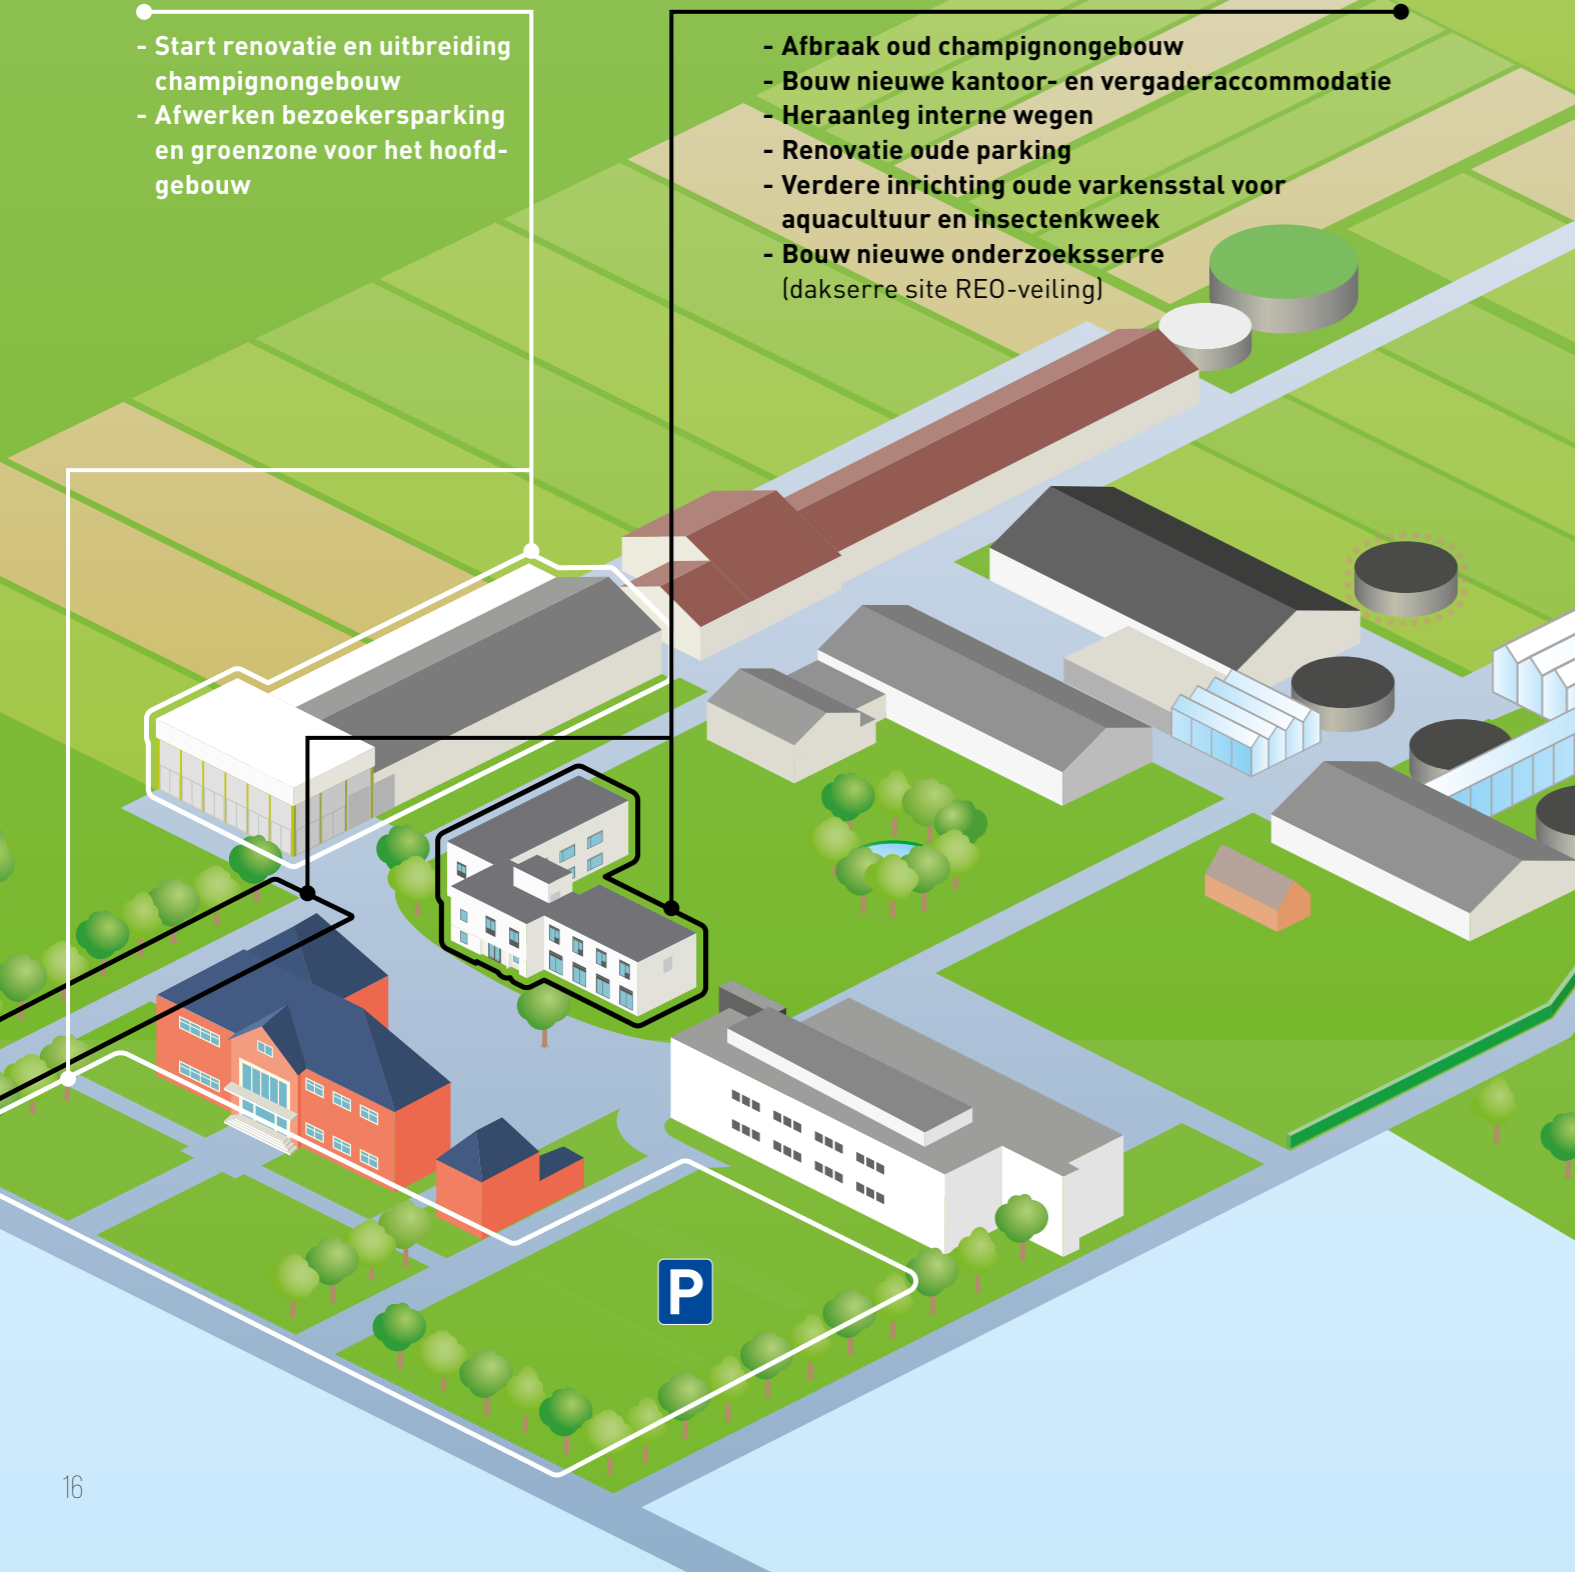 - Start renovatie en uitbreiding
champignongebouw
- Afwerken bezoekersparking
en groenzone voor het hoofd-
gebouw
- Afbraak oud champignongebouw
- Bouw nieuwe kantoor- en vergaderaccommodatie
- Heraanleg interne wegen
- Renovatie oude parking
- Verdere inrichting oude varkensstal voor
aquacultuur en insectenkweek
- Bouw nieuwe onderzoeksserre
(dakserre site REO-veiling)
P
16